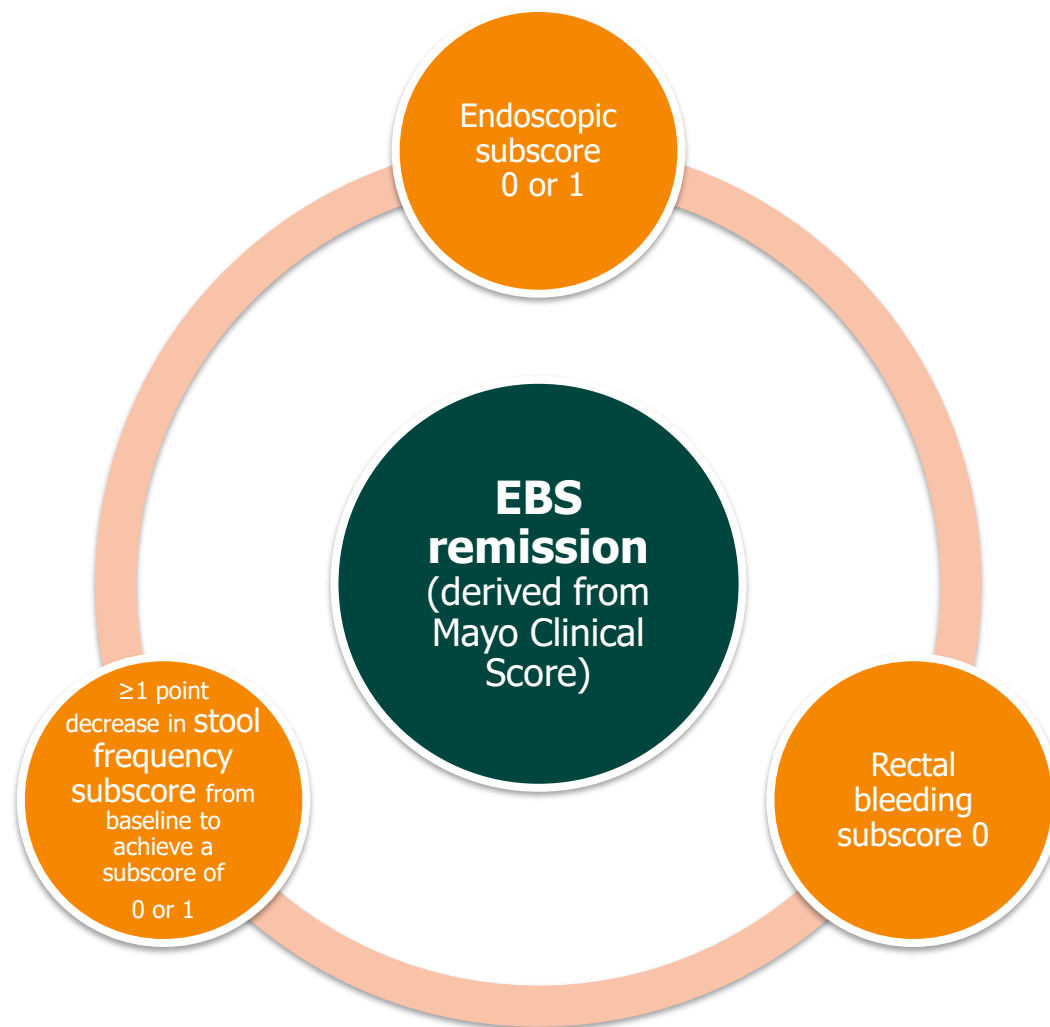 Endoscopic
subscore
0 or 1
EBS
remission
(derived from
Mayo Clinical
Score)
≥1 point
decrease in stool
frequency
subscore from
baseline to
achieve a
subscore of
0 or 1
Rectal
bleeding
subscore 0